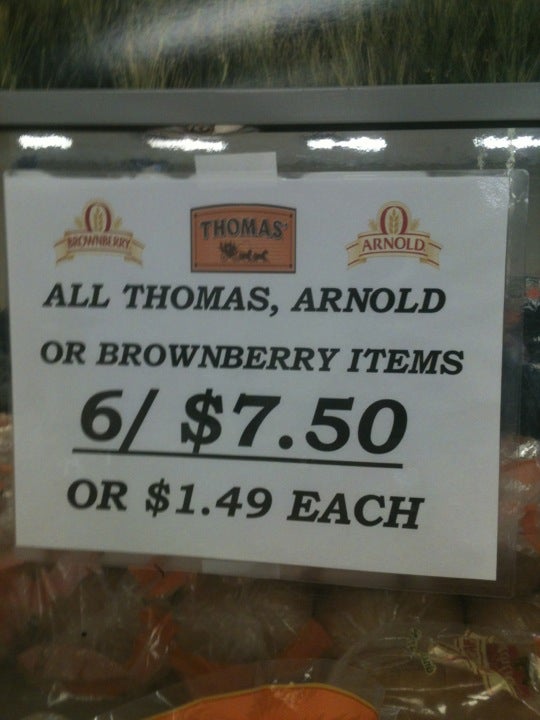 BROWNBERRY
THOMAS'
ARNOLD
ALL THOMAS, ARNOLD
OR BROWNBERRY ITEMS
6/ $7.50
OR $1.49 EACH